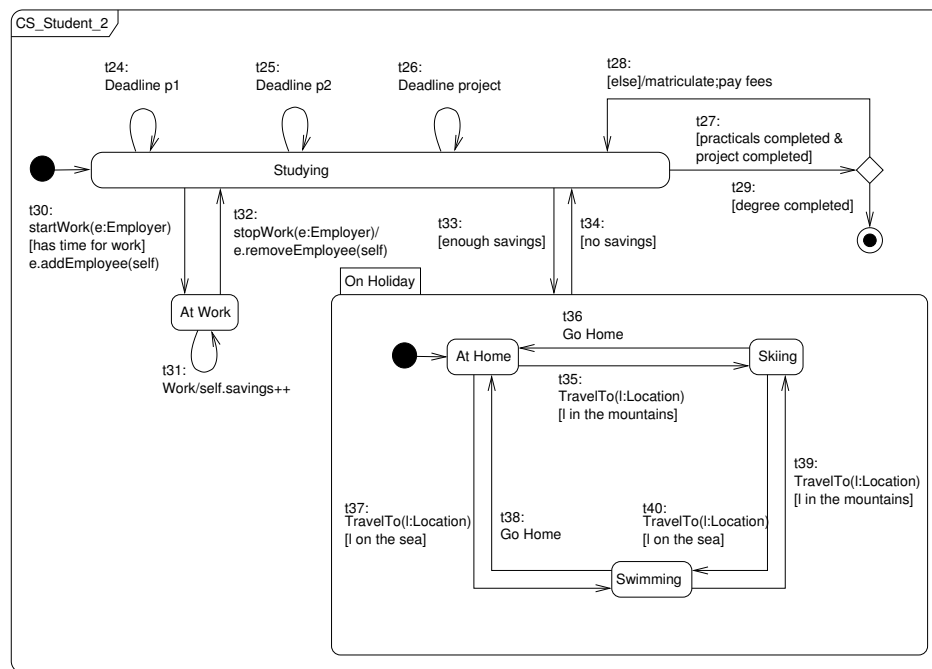 CS_Student_2
t24:
Deadline p1
t25:
Deadline p2
t26:
Deadline project
t28:
[else]/matriculate;pay fees
t27:
[practicals completed &
project completed]
Studying
t29:
[degree completed]
t30:
startWork(e:Employer)
[has time for work]
e.addEmployee(self)
t32:
stopWork(e:Employer)/
e.removeEmployee(self)
t33:
[enough savings]
t34:
[no savings]
On Holiday
At Work
t31:
Work/self.savings++
t36
Go Home
At Home
Skiing
t35:
TravelTo(l:Location)
[l in the mountains]
t39:
TravelTo(l:Location)
[l in the mountains]
t37:
TravelTo(l:Location)
[l on the sea]
t38:
Go Home
t40:
TravelTo(l:Location)
[l on the sea]
Swimming